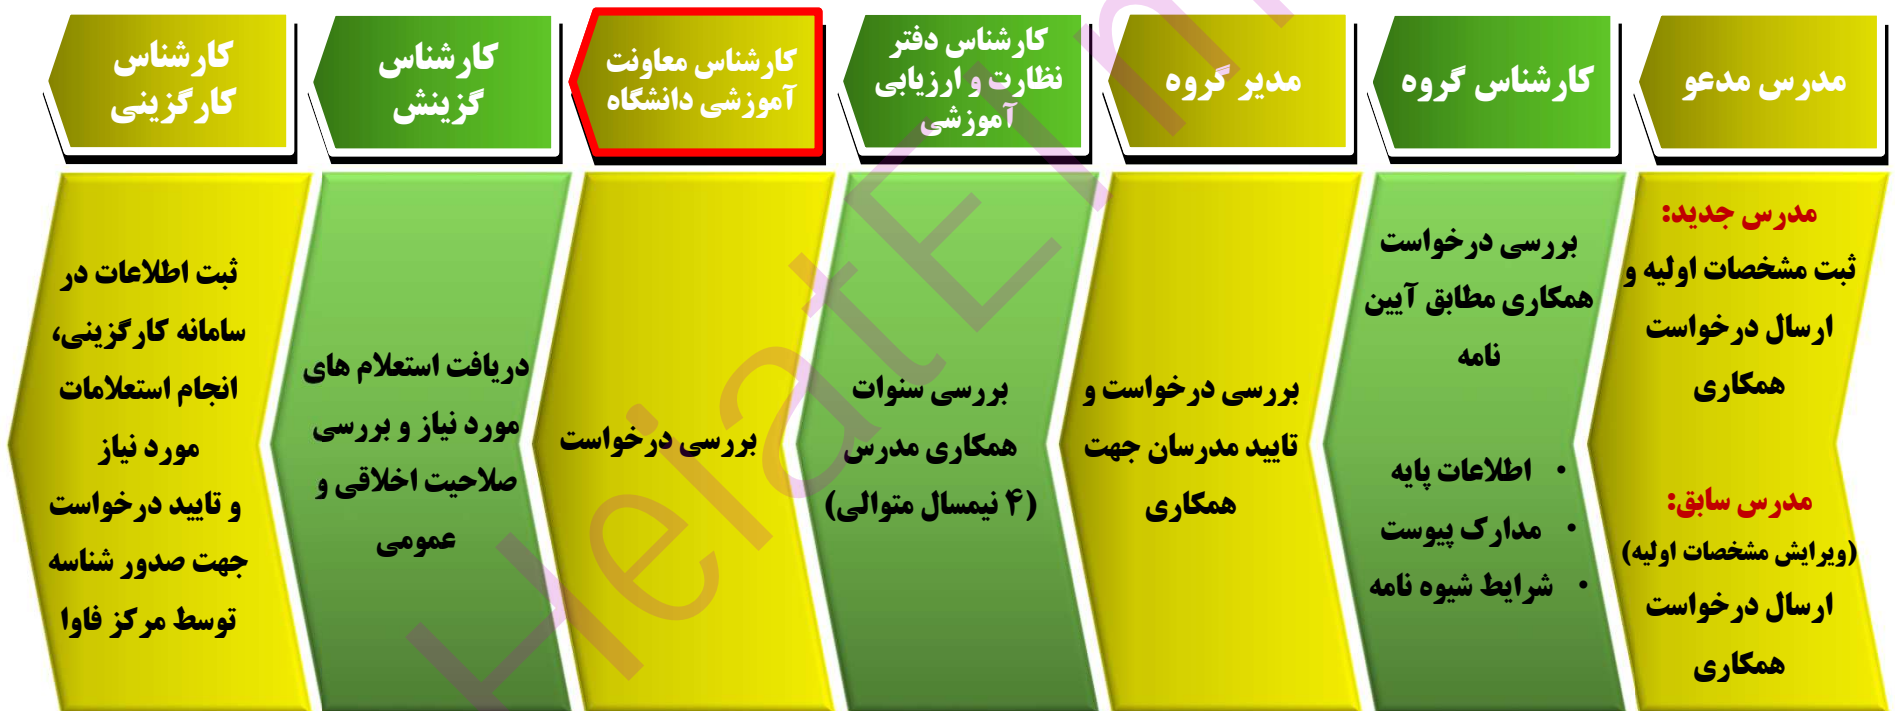 مدرس مدعو
کارشناس گروه
مدیر گروه
کارشناس دفتر
نظارت و ارزیابی
آموزشی
کارشناس معاونت
آموزشی دانشگاه
کارشناس
گزینش
کارشناس
کارگزینی
مدرس جدید:
ثبت مشخصات اولیه و
ارسال درخواست
همکاری
مدرس سابق:
(ویرایش مشخصات اولیه)
ارسال درخواست
همکاری
بررسی درخواست
همکاری مطابق آیین
نامه
• اطلاعات پایه
• مدارک پیوست
• شرایط شیوه نامه
بررسی درخواست و
تایید مدرسان جهت
همکاری
بررسی سنوات
همکاری مدرس
(۴ نیمسال متوالی)
بررسی درخواست
دریافت استعلام های
مورد نیاز و بررسی
صلاحیت اخلاقی و
عمومی
ثبت اطلاعات در
سامانه کارگزینی،
انجام استعلامات
مورد نیاز
و تایید درخواست
جهت صدور شناسه
توسط مرکز فاوا